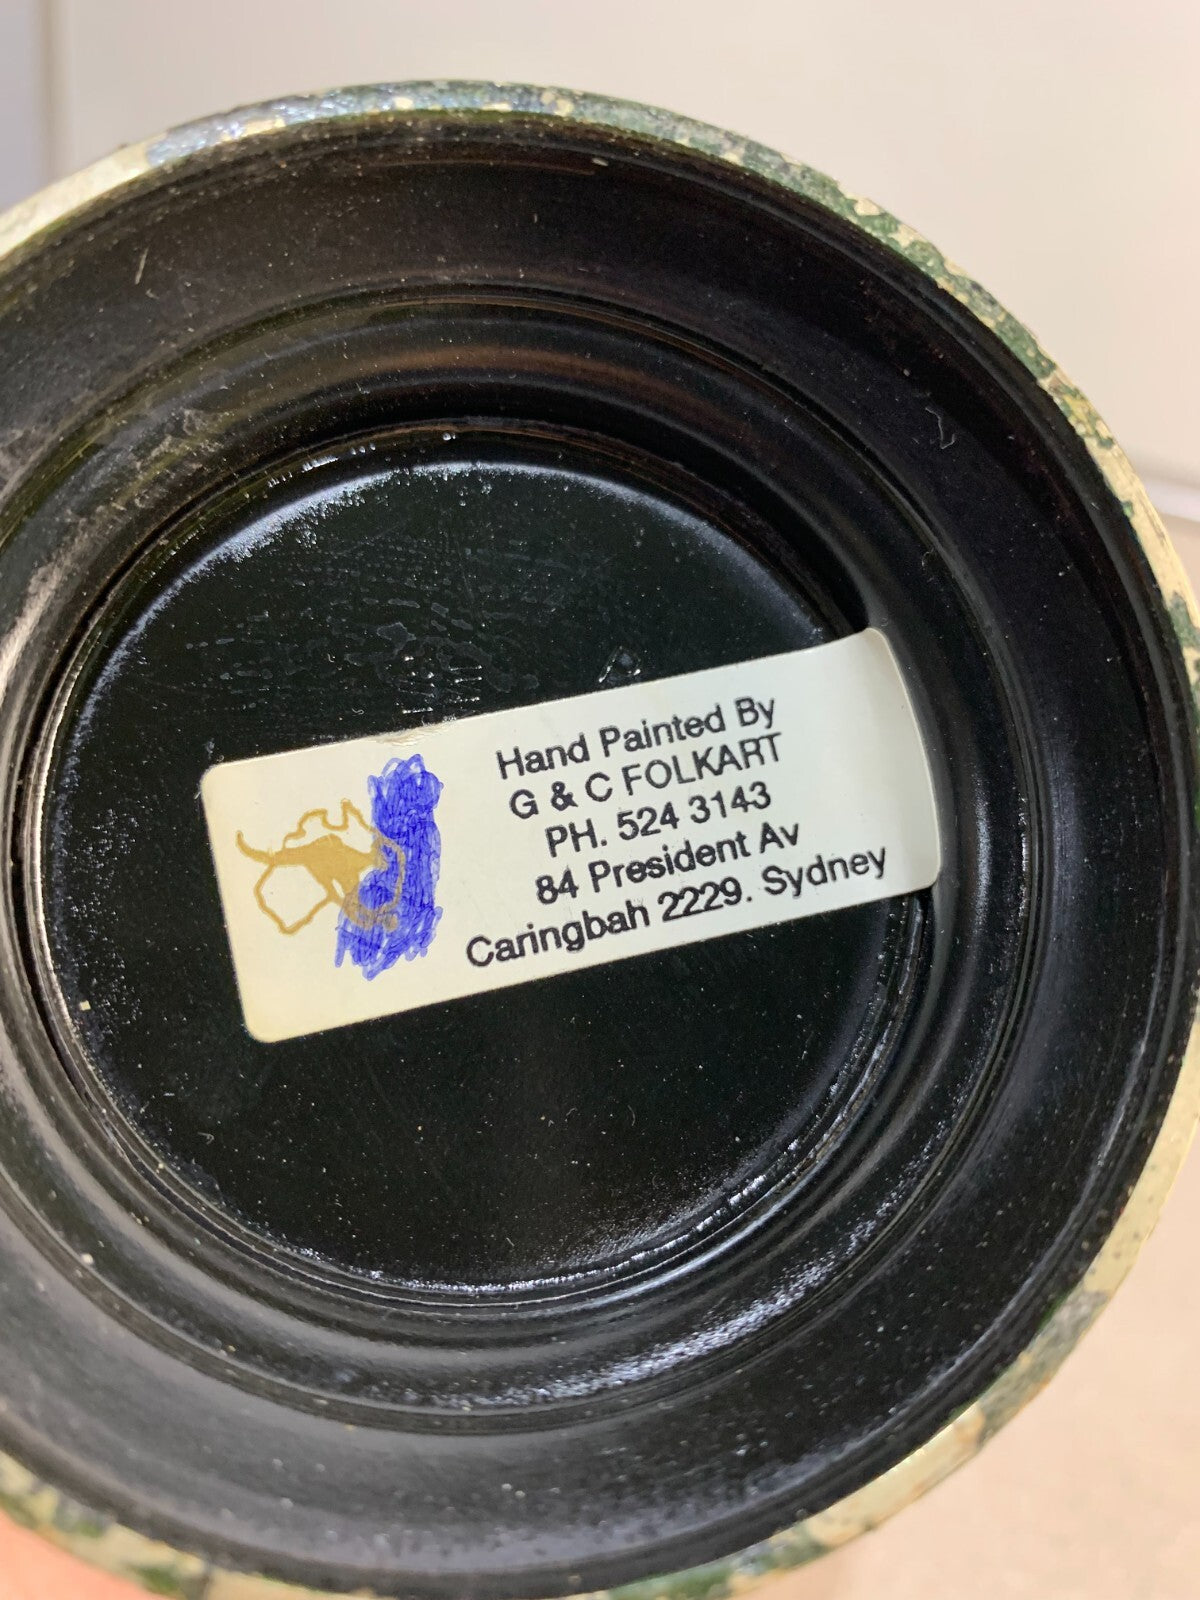 Hand Painted By
G & C FOLKART
PH. 524 3143
84 President Av
Caringbah 2229. Sydney